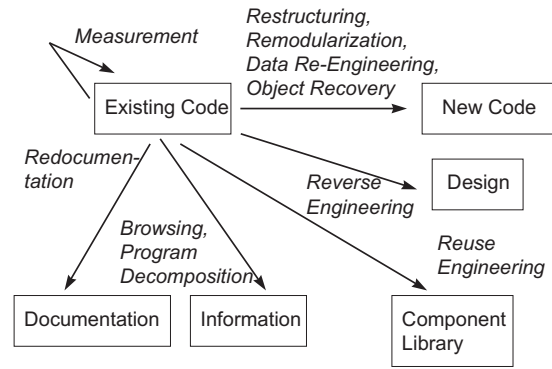 Measurement
Restructuring,
Remodularization,
Data Re-Engineering,
Object Recovery
Existing Code
New Code
Redocumen-
tation
Reverse
Engineering
Design
Browsing,
Program
Decomposition
Reuse
Engineering
Documentation
Information
Component
Library